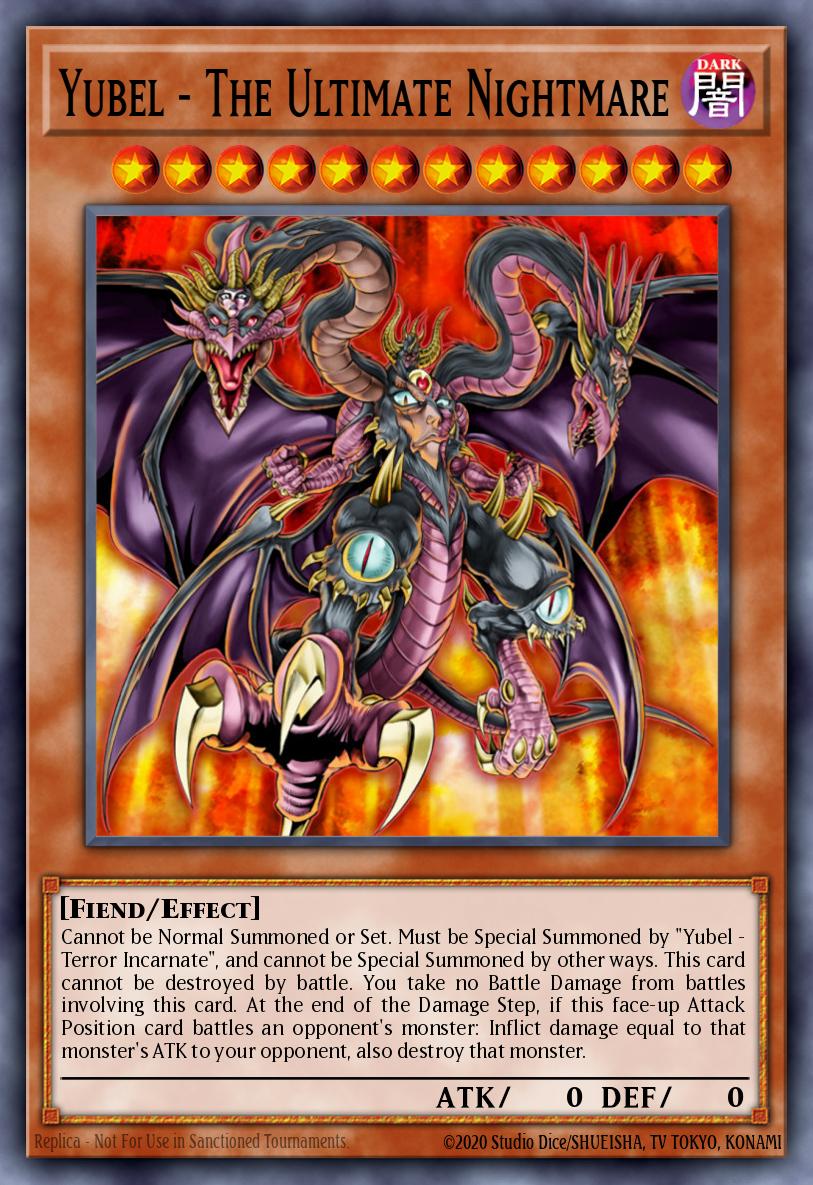 Yubel - The Ultimate Nightmare
DARK
闇
[Fiend/Effect]
Cannot be Normal Summoned or Set. Must be Special Summoned by "Yubel -
Terror Incarnate", and cannot be Special Summoned by other ways. This card
cannot be destroyed by battle. You take no Battle Damage from battles
involving this card. At the end of the Damage Step, if this face-up Attack
Position card battles an opponent's monster: Inflict damage equal to that
monster's ATK to your opponent, also destroy that monster.
ATK/ 0 DEF/ 0
Replica - Not For Use in Sanctioned Tournaments.
©2020 Studio Dice/SHUEISHA, TV TOKYO, KONAMI